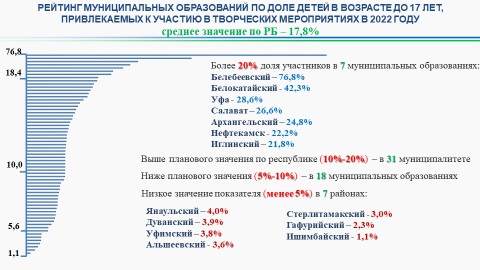 РЕЙТИНГ МУНИЦИПАЛЬНЫХ ОБРАЗОВАНИЙ ПО ДОЛЕ ДЕТЕЙ В ВОЗРАСТЕ ДО 17 ЛЕТ,
ПРИВЛЕКАЕМЫХ К УЧАСТИЮ В ТВОРЧЕСКИХ МЕРОПРИЯТИЯХ В 2022 ГОДУ
среднее значение по РБ – 17,8%
76,8
18,4
10,0
5,6
1,1
Более 20% доля участников в 7 муниципальных образованиях:
Белебеевский – 76,8%
Белокатайский - 42,3%
Уфа - 28,6%
Салават – 26,6%
Архангельский – 24,8%
Нефтекамск - 22,2%
Иглинский – 21,8%
Выше планового значения по республике (10%-20%) – в 31 муниципалитете
Ниже планового значения (5%-10%) – в 18 муниципальных образованиях
Низкое значение показателя (менее 5%) в 7 районах:
Янаульский – 4,0%
Дуванский – 3,9%
Уфимский – 3,8%
Альшеевский - 3,6%
Стерлитамакский - 3,0%
Гафурийский – 2,3%
Ишимбайский - 1,1%